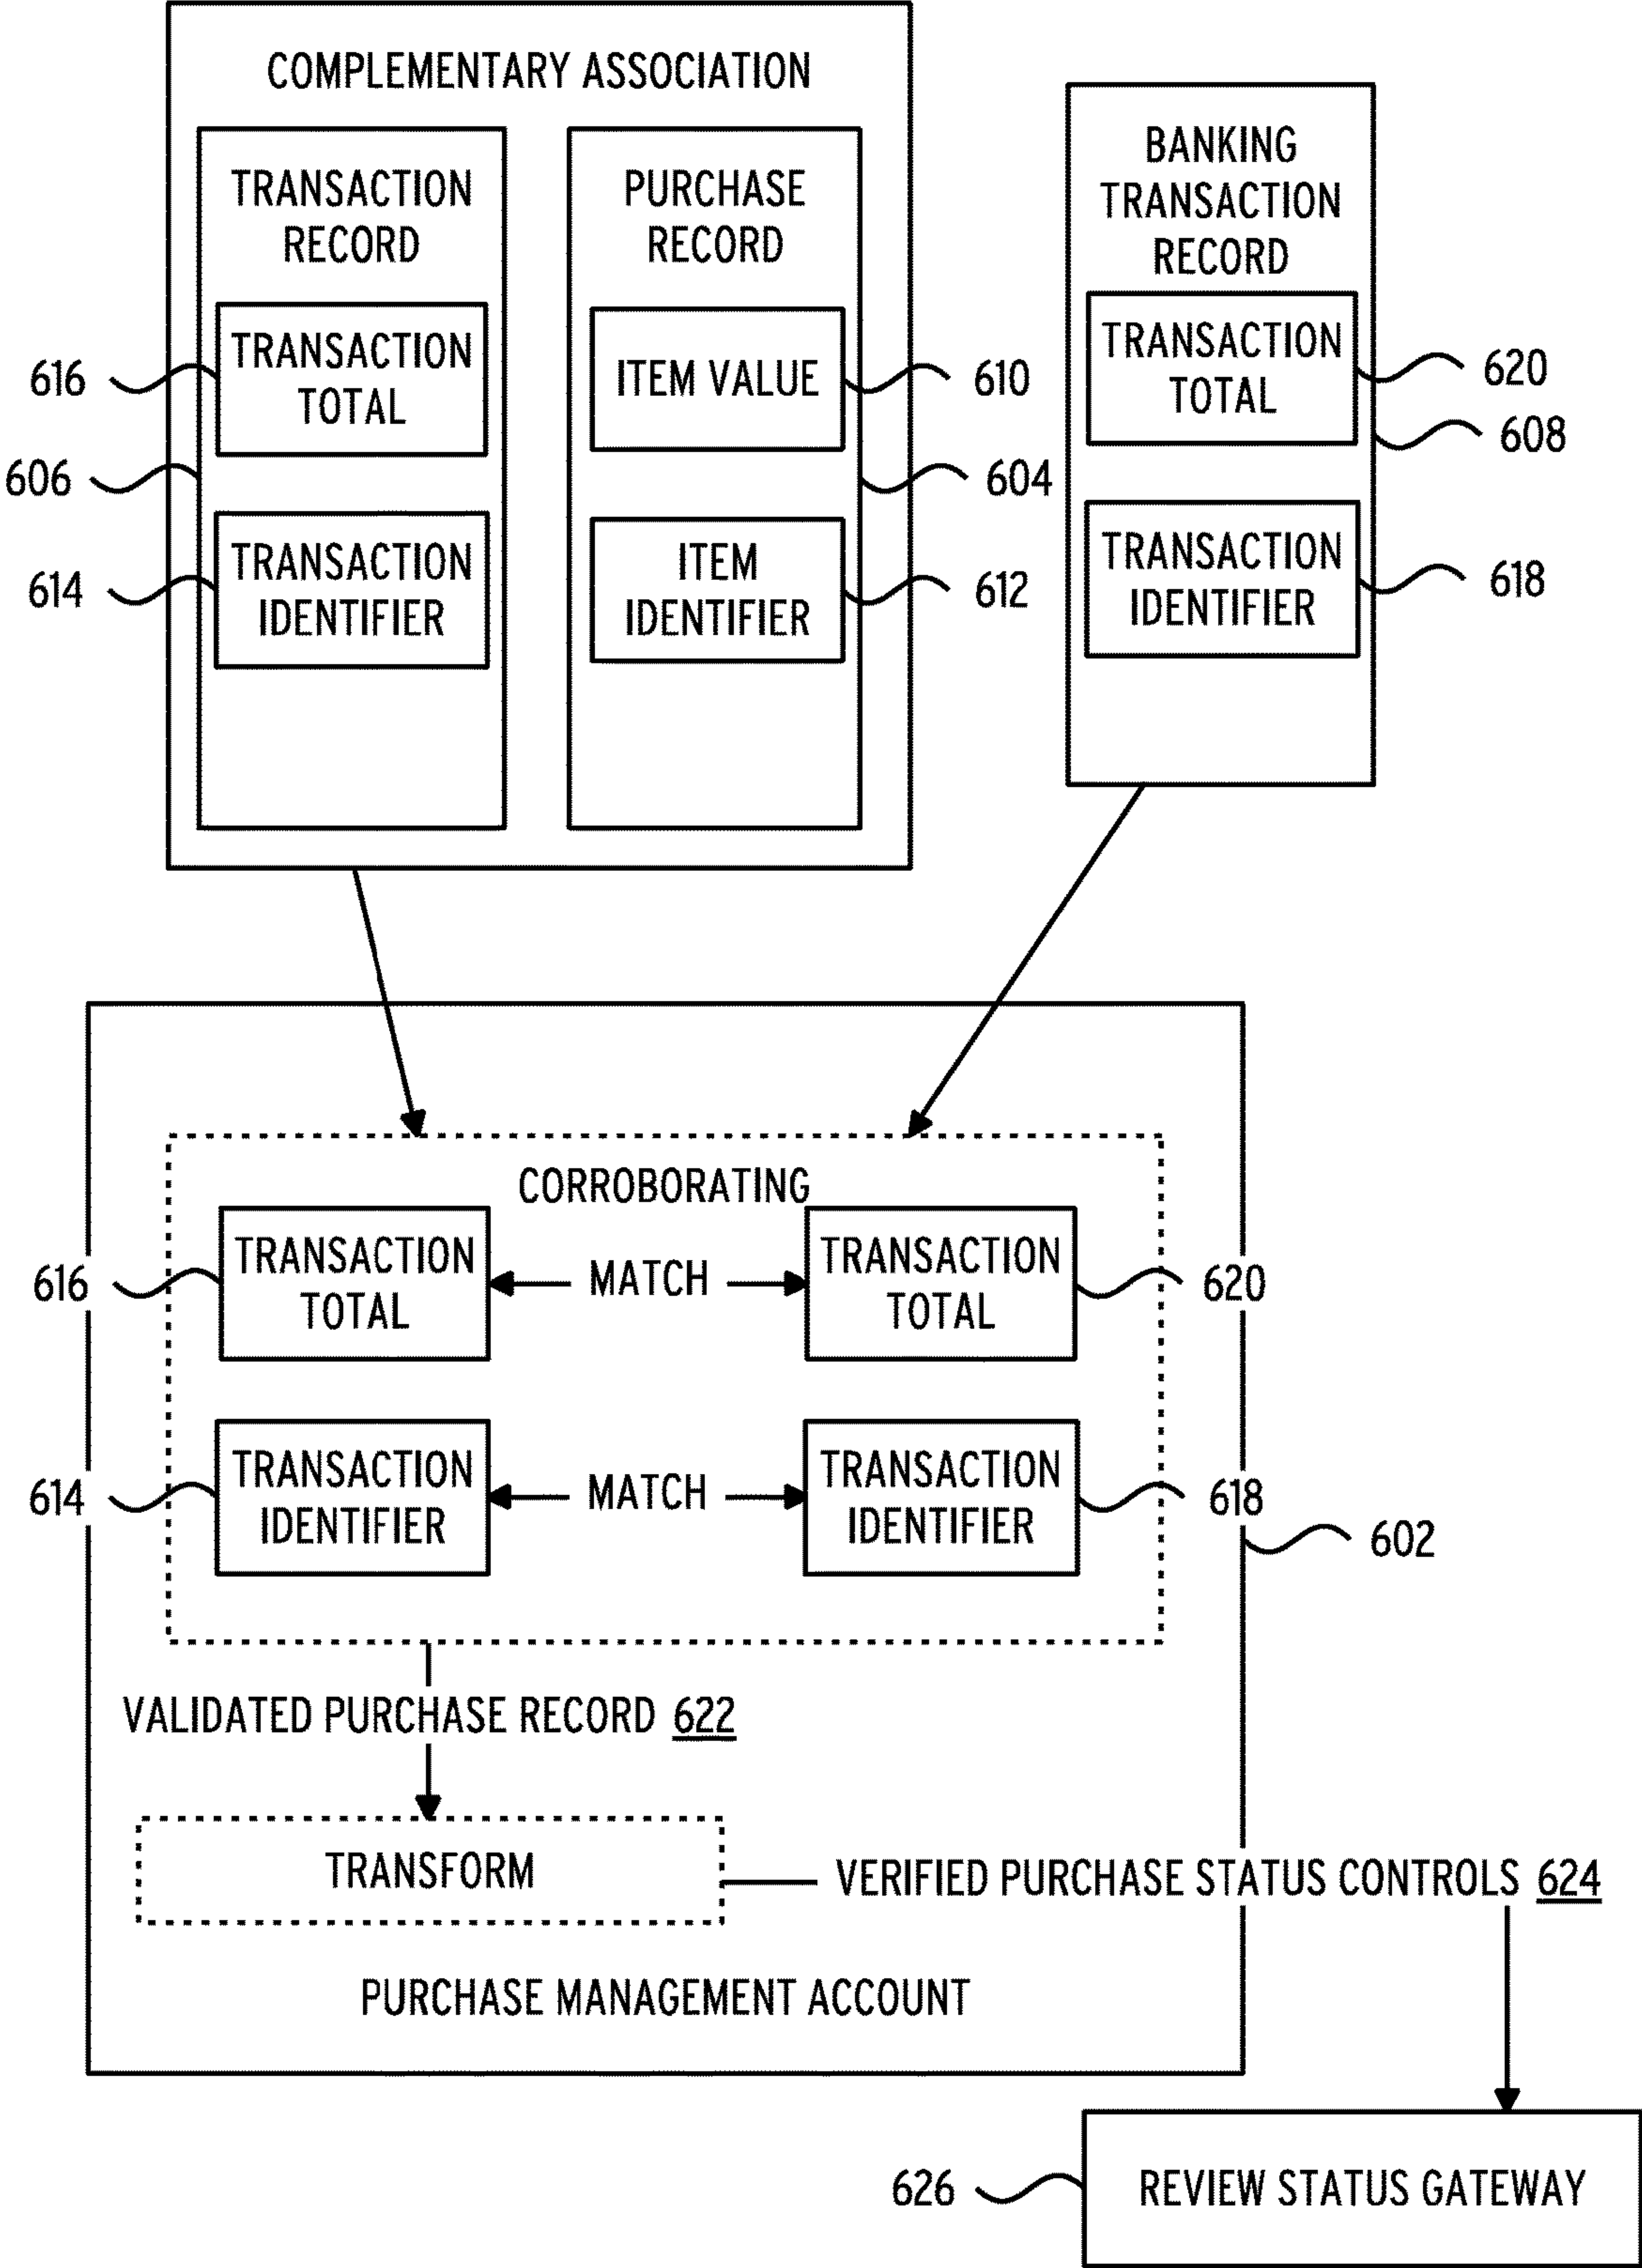 COMPLEMENTARY ASSOCIATION
TRANSACTION
RECORD
616
TRANSACTION
TOTAL
606
614
TRANSACTION
IDENTIFIER
PURCHASE
RECORD
ITEM VALUE
610
604
ITEM
IDENTIFIER
612
BANKING
TRANSACTION
RECORD
TRANSACTION
TOTAL
620
608
TRANSACTION
IDENTIFIER
618
CORROBORATING
616
TRANSACTION
TOTAL
MATCH
TRANSACTION
TOTAL
620
614
TRANSACTION
IDENTIFIER
MATCH
TRANSACTION
IDENTIFIER
618
602
VALIDATED PURCHASE RECORD 622
TRANSFORM
VERIFIED PURCHASE STATUS CONTROLS 624
PURCHASE MANAGEMENT ACCOUNT
626
REVIEW STATUS GATEWAY